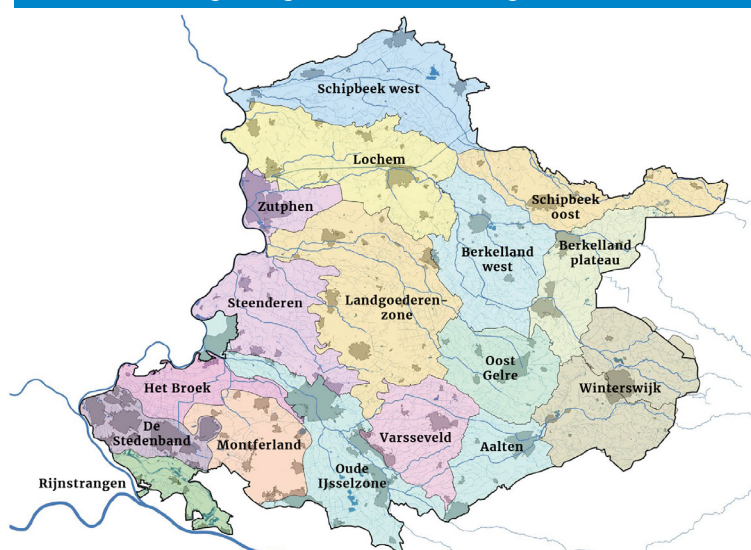 Schipbeek west
Lochem
Schipbeek
oost
Zutphen
Berkelland
plateau
Berkelland
west
Steenderen
Landgoederen-
zone
Oost
Gelre
Het Broek
Winterswijk
De
Stedenband
Montferland
Varsseveld
Aalten
Oude
IJsselzone
Rijnstrangen